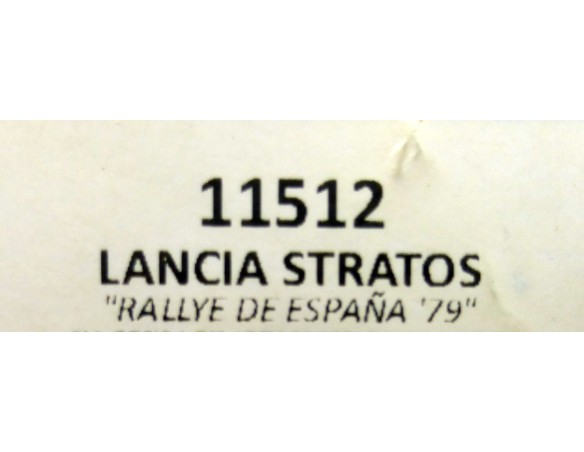 11512
LANCIA STRATOS
"RALLYE DE ESPAÑA '79"